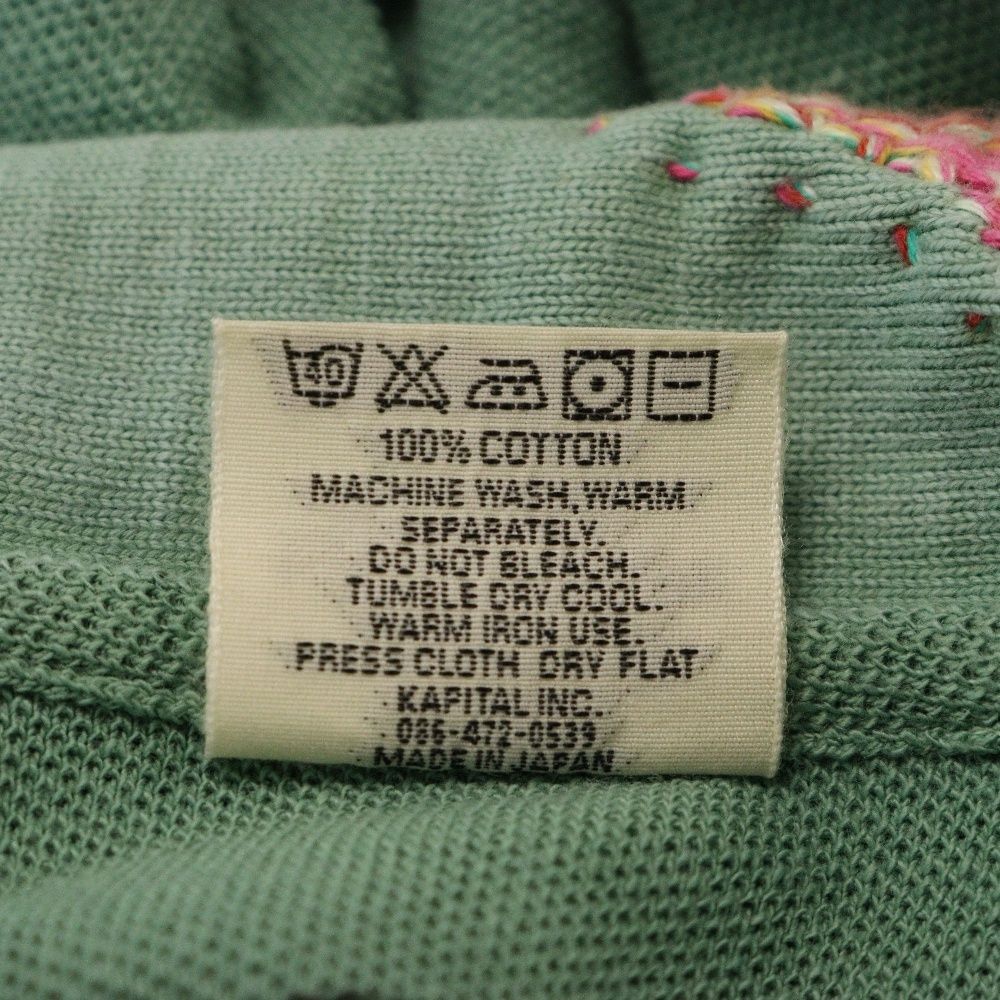 40
100% COTTON
MACHINE WASH, WARM
SEPARATELY.
DO NOT BLEACH.
TUMBLE DRY COOL.
WARM IRON USE.
PRESS CLOTH DRY FLAT
KAPITAL INC.
086-472-0539
MADE IN JAPAN